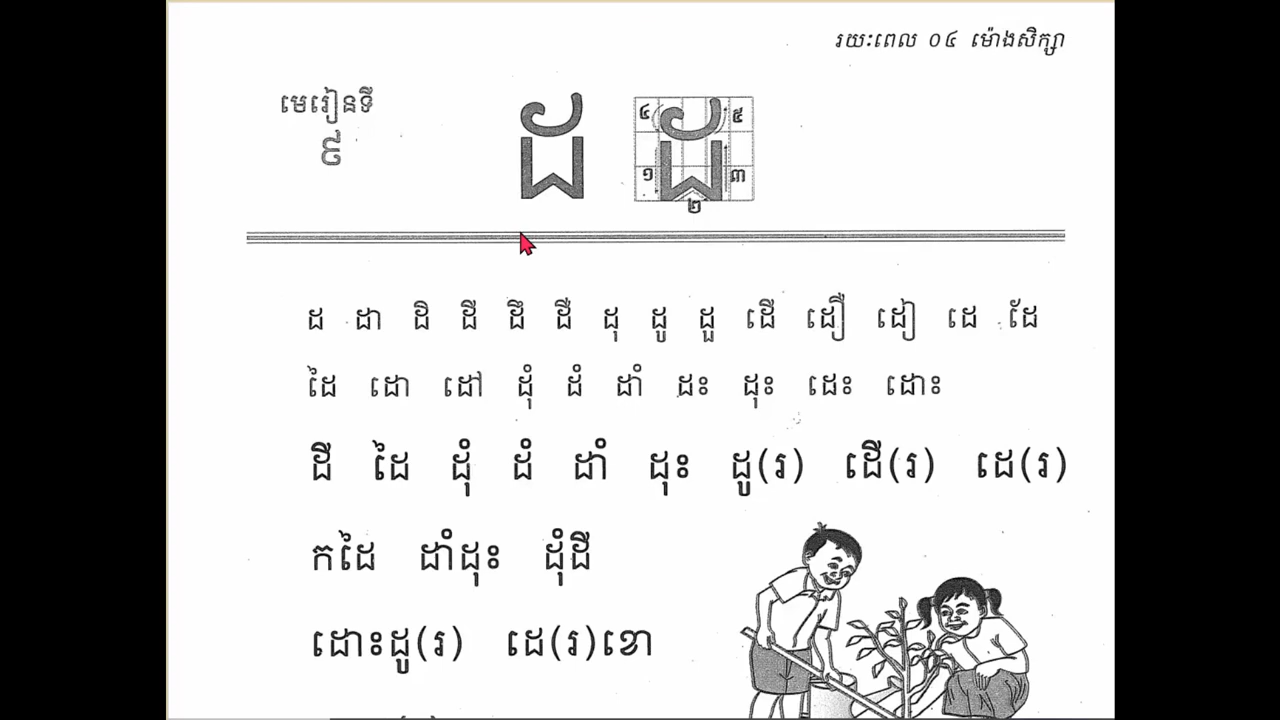 រយៈពេល ០៤ ម៉ោងសិក្សា
មេរៀនទី
៩
ដ
៤ ដ ៥
១ ៣
២
ដ ដា ដិ ដី ដឹ ដឺ ដុ ដូ ដួ ដើ ដឿ ដៀ ដេ ដែ
ដៃ ដោ ដៅ ដុំ ដំ ដាំ ដះ ដុះ ដេះ ដោះ
ដី ដៃ ដុំ ដំ ដាំ ដុះ ដូ(រ) ដើ(រ) ដេ(រ)
កដៃ ដាំដុះ ដុំដី
ដោះដូ(រ) ដេ(រ)ខោ